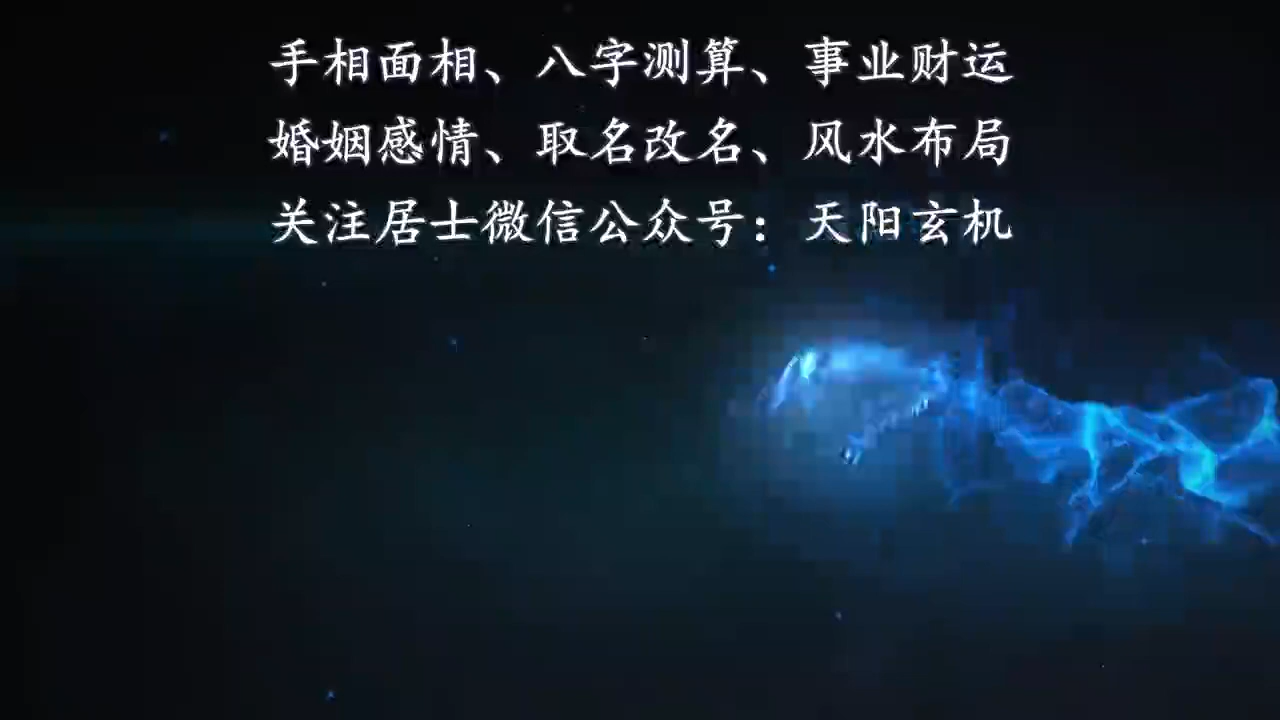 手相面相、八字测算、事业财运
婚姻感情、取名改名、风水布局
关注居士微信公众号：天阳玄机